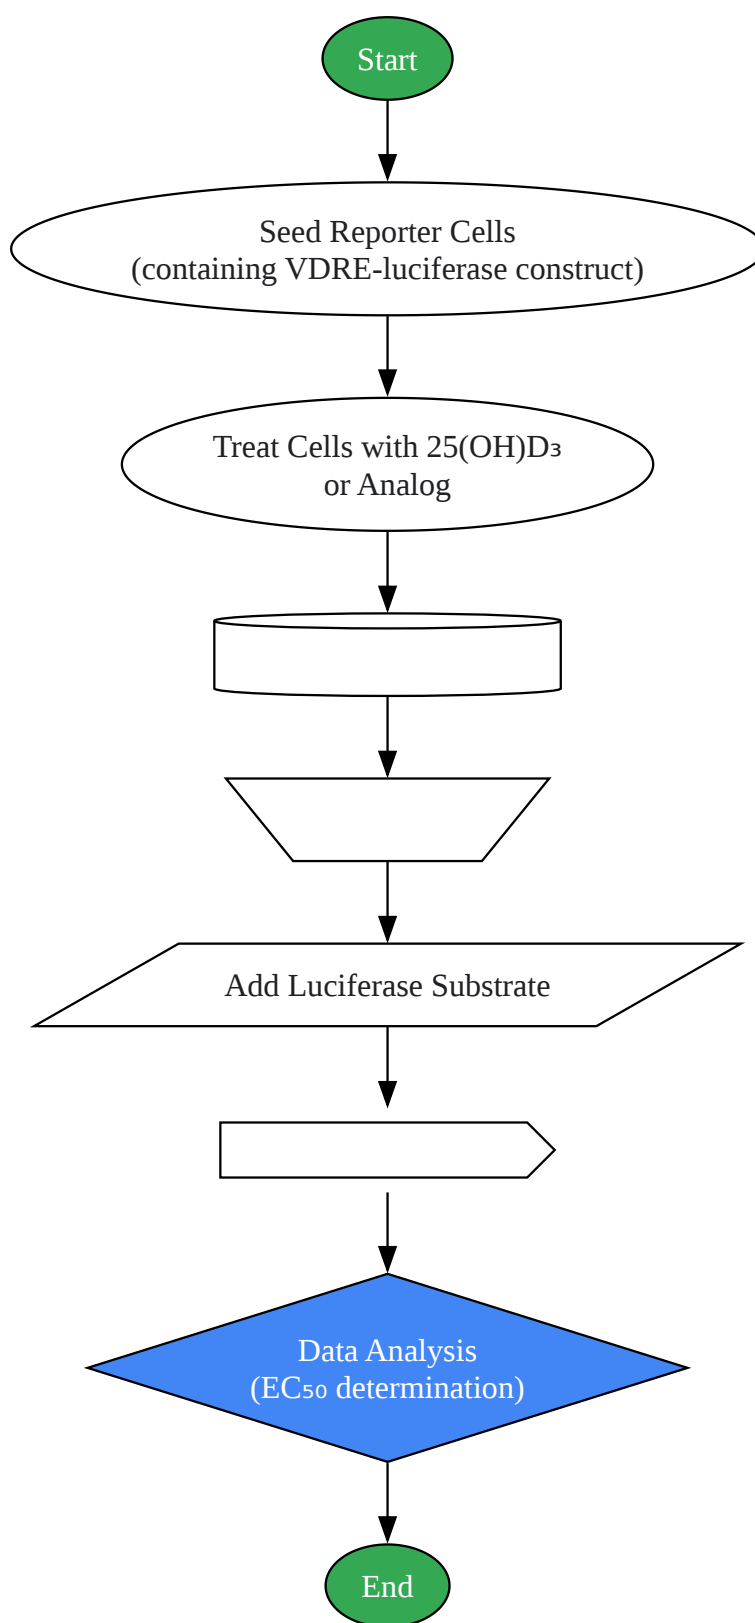 Start
Seed Reporter Cells
(containing VDRE-luciferase construct)
Treat Cells with 25(OH)D₃
or Analog
Add Luciferase Substrate
Data Analysis
(EC₅₀ determination)
End